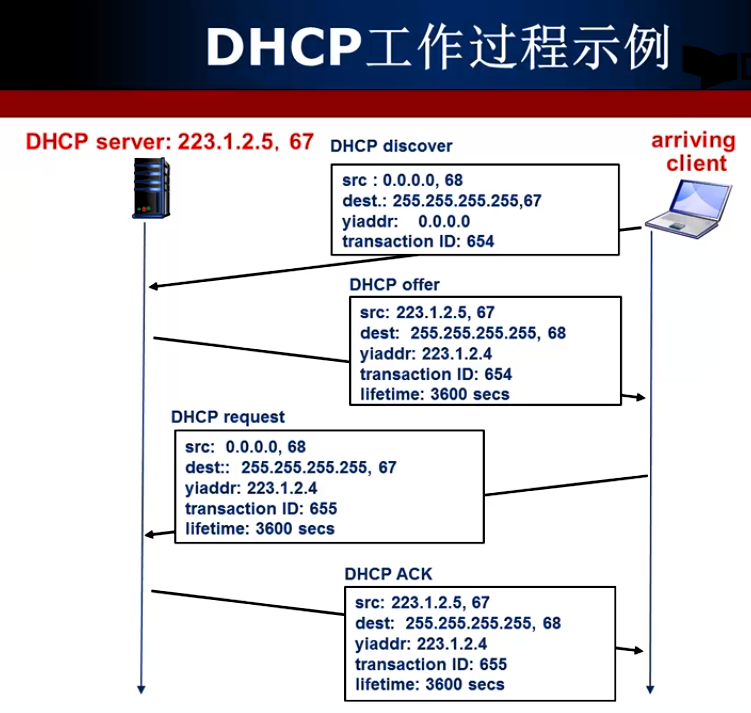 DHCP工作过程示例
DHCP server: 223.1.2.5, 67
DHCP discover
arriving
client
src : 0.0.0.0, 68
dest.: 255.255.255.255,67
yiaddr: 0.0.0.0
transaction ID: 654
DHCP offer
src: 223.1.2.5, 67
dest: 255.255.255.255, 68
yiaddr: 223.1.2.4
transaction ID: 654
lifetime: 3600 secs
DHCP request
src: 0.0.0.0, 68
dest:: 255.255.255.255, 67
yiaddr: 223.1.2.4
transaction ID: 655
lifetime: 3600 secs
DHCP ACK
src: 223.1.2.5, 67
dest: 255.255.255.255, 68
yiaddr: 223.1.2.4
transaction ID: 655
lifetime: 3600 secs